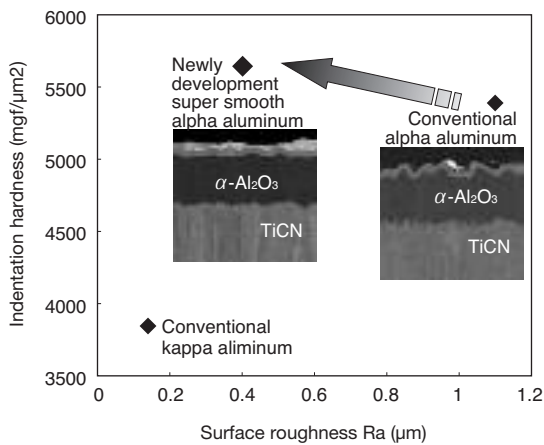 6000
5500
5000
4500
4000
3500
Indentation hardness (mgf/μm2)
Newly
development
super smooth
alpha aluminum
Conventional
alpha aluminum
α-Al₂O₃
TiCN
α-Al₂O₃
TiCN
Conventional
kappa aliminum
0 0.2 0.4 0.6 0.8 1 1.2
Surface roughness Ra (μm)